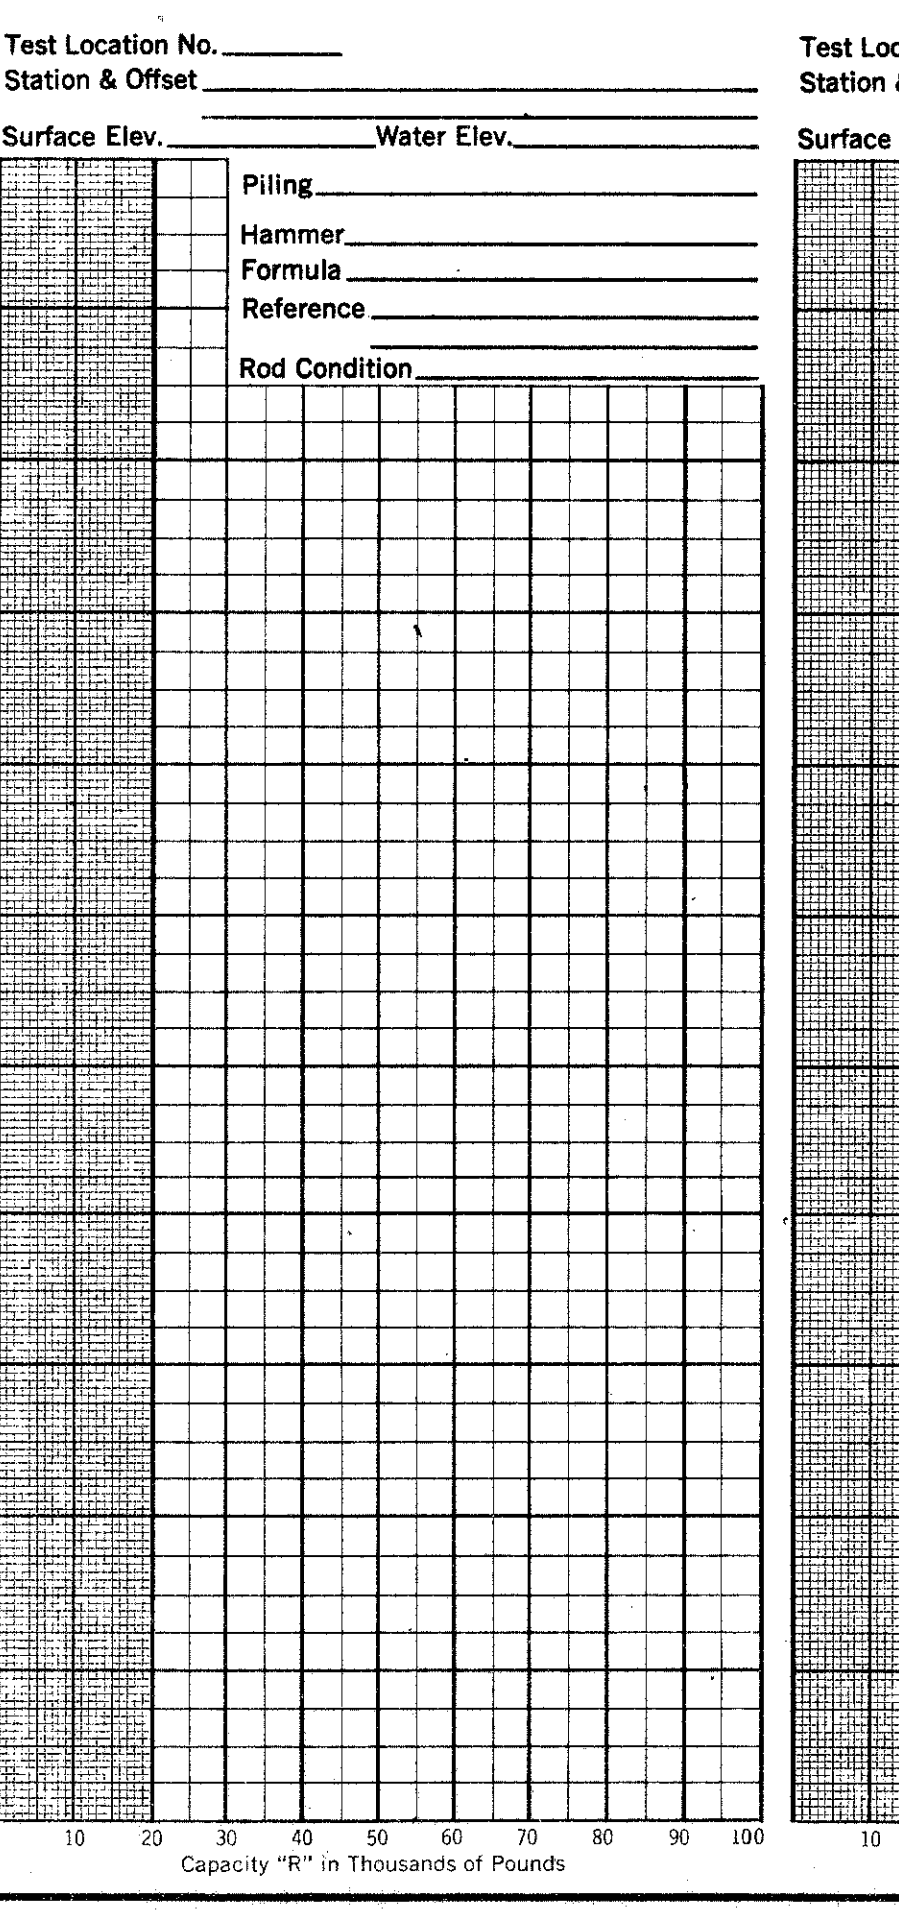 Test Location No.
Station & Offset
Surface Elev. Water Elev.
Piling
Hammer
Formula
Reference
Rod Condition
10 20 30 40 50 60 70 80 90 100
Capacity "R" in Thousands of Pounds
Test Loc
Station &
Surface
10